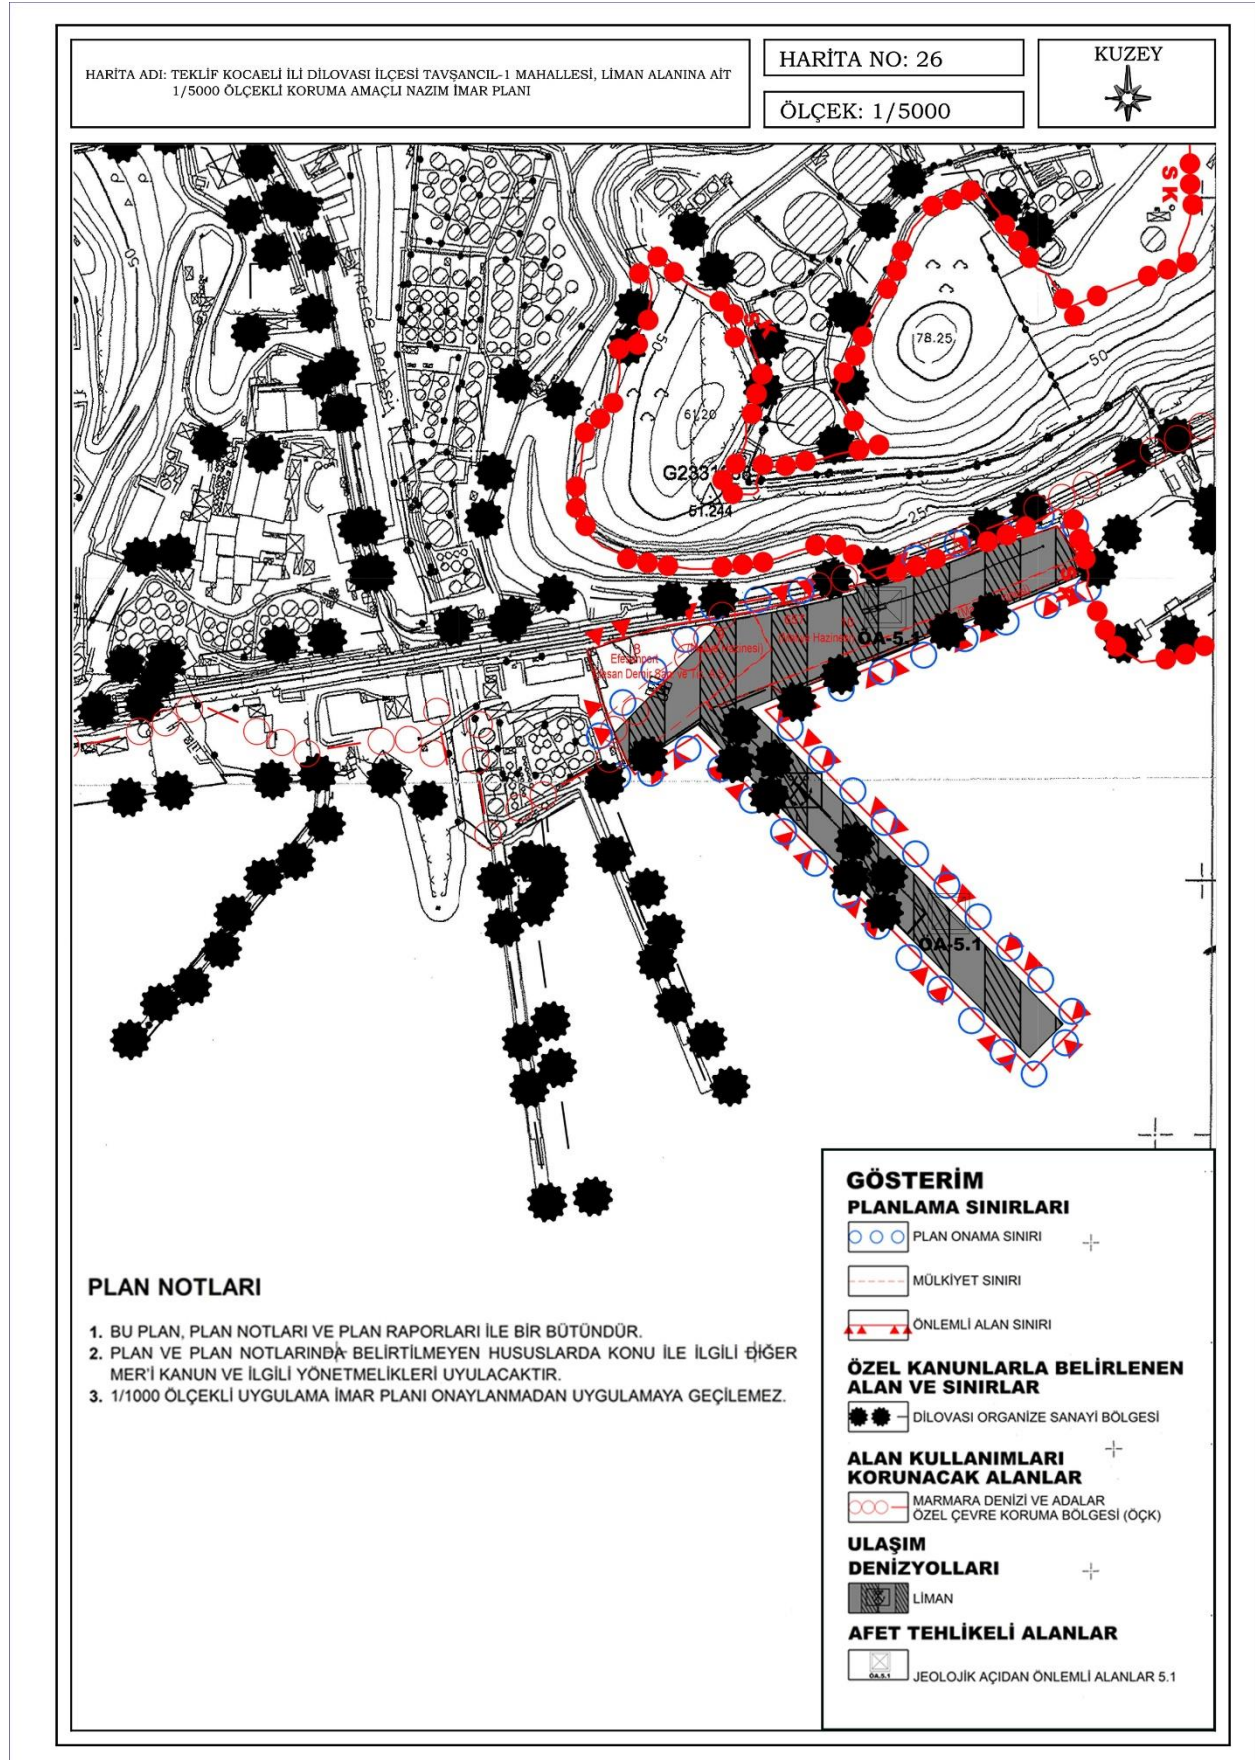 HARİTA ADI: TEKLİF KOCAELİ İLİ DİLOVASI İLÇESİ TAVŞANCIL-1 MAHALLESİ, LİMAN ALANINA AİT
1/5000 ÖLÇEKLİ KORUMA AMAÇLI NAZIM İMAR PLANI
HARİTA NO: 26
ÖLÇEK: 1/5000
KUZEY
SK
50
50
SK
78.25
50
61.20
51.244
25
ÖA-5.1
ÖA-5.1
PLAN NOTLARI
1. BU PLAN, PLAN NOTLARI VE PLAN RAPORLARI İLE BİR BÜTÜNDÜR.
2. PLAN VE PLAN NOTLARINDA BELİRTİLMEYEN HUSUSLARDA KONU İLE İLGİLİ DİĞER
MER'İ KANUN VE İLGİLİ YÖNETMELİKLERİ UYULACAKTIR.
3. 1/1000 ÖLÇEKLİ UYGULAMA İMAR PLANI ONAYLANMADAN UYGULAMAYA GEÇİLEMEZ.
GÖSTERİM
PLANLAMA SINIRLARI
PLAN ONAMA SINIRI
MÜLKİYET SINIRI
ÖNLEMLİ ALAN SINIRI
ÖZEL KANUNLARLA BELİRLENEN
ALAN VE SINIRLAR
DİLOVASI ORGANİZE SANAYİ BÖLGESİ
ALAN KULLANIMLARI
KORUNACAK ALANLAR
MARMARA DENİZİ VE ADALAR
ÖZEL ÇEVRE KORUMA BÖLGESİ (ÖÇK)
ULAŞIM
DENİZYOLLARI
LİMAN
AFET TEHLİKELİ ALANLAR
ÖA.5.1
JEOLOJİK AÇIDAN ÖNLEMLİ ALANLAR 5.1